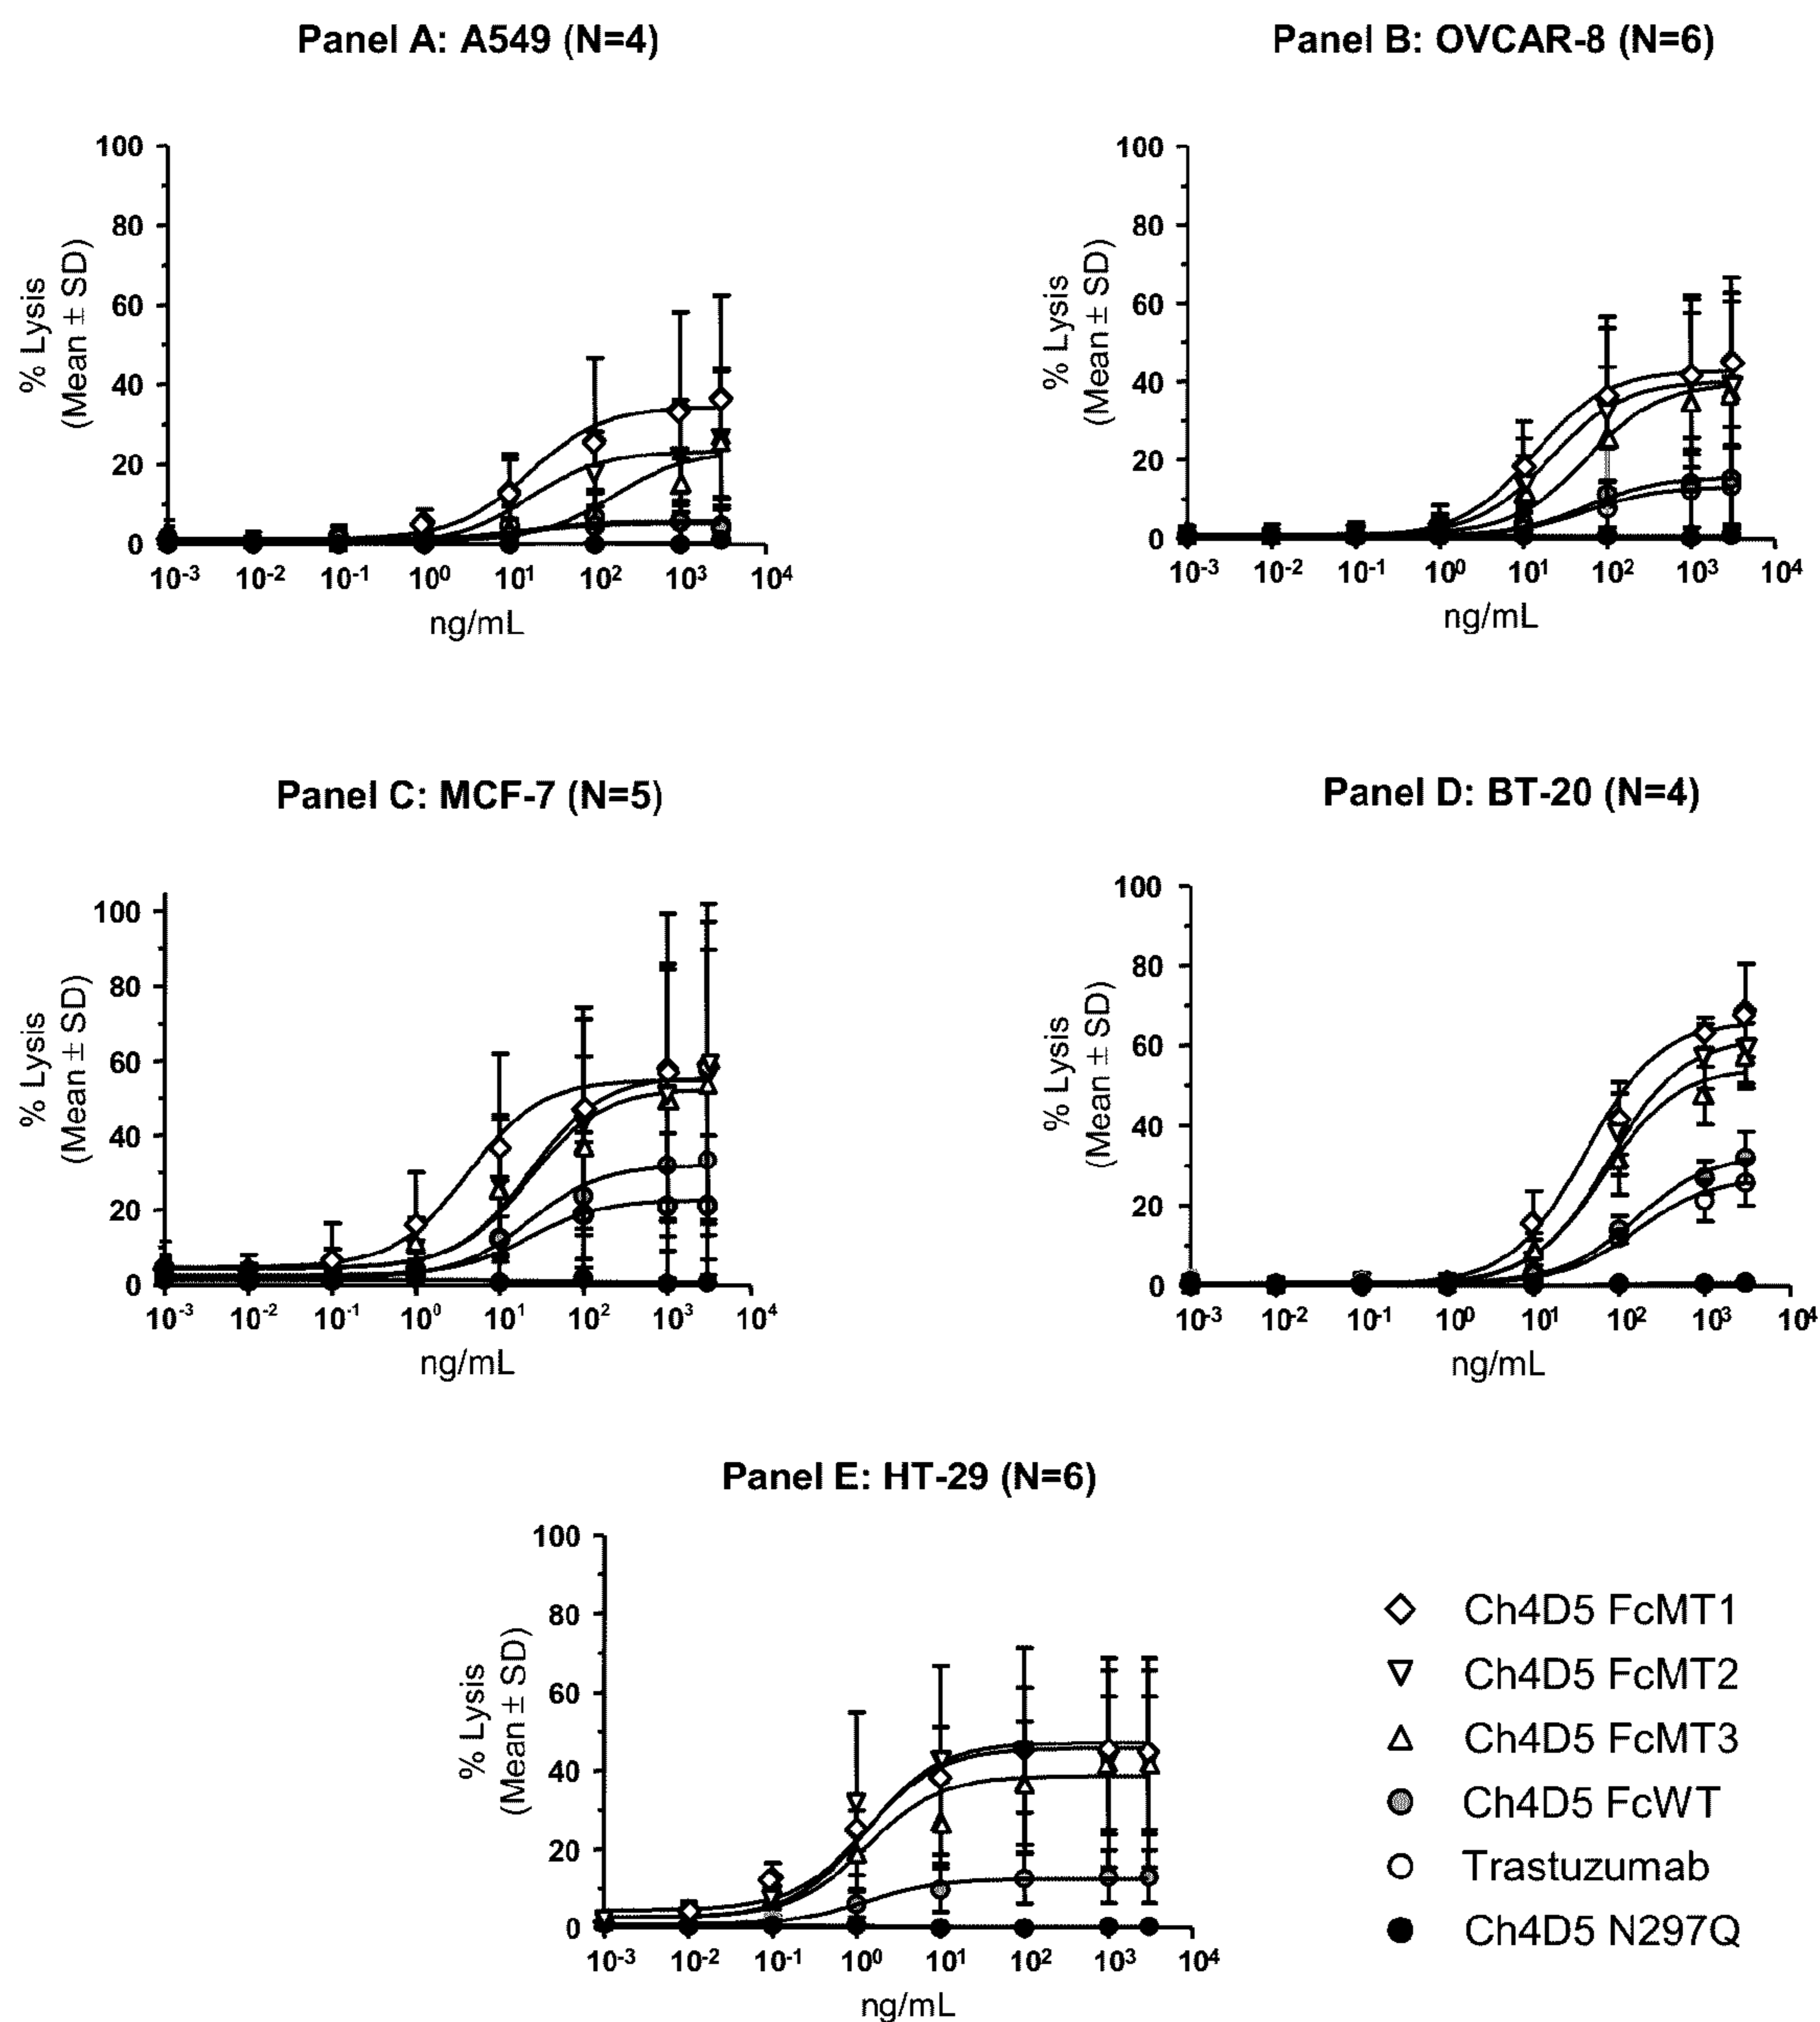 Panel A: A549 (N=4)
% Lysis
(Mean ± SD)
100
80
60
40
20
0
10-3 10-2 10-1 100 101 102 103 104
ng/mL
Panel B: OVCAR-8 (N=6)
% Lysis
(Mean ± SD)
100
80
60
40
20
0
10-3 10-2 10-1 100 101 102 103 104
ng/mL
Panel C: MCF-7 (N=5)
% Lysis
(Mean ± SD)
100
80
60
40
20
0
10-3 10-2 10-1 100 101 102 103 104
ng/mL
Panel D: BT-20 (N=4)
% Lysis
(Mean ± SD)
100
80
60
40
20
0
10-3 10-2 10-1 100 101 102 103 104
ng/mL
Panel E: HT-29 (N=6)
% Lysis
(Mean ± SD)
100
80
60
40
20
0
10-3 10-2 10-1 100 101 102 103 104
ng/mL
Ch4D5 FcMT1
Ch4D5 FcMT2
Ch4D5 FcMT3
Ch4D5 FcWT
Trastuzumab
Ch4D5 N297Q